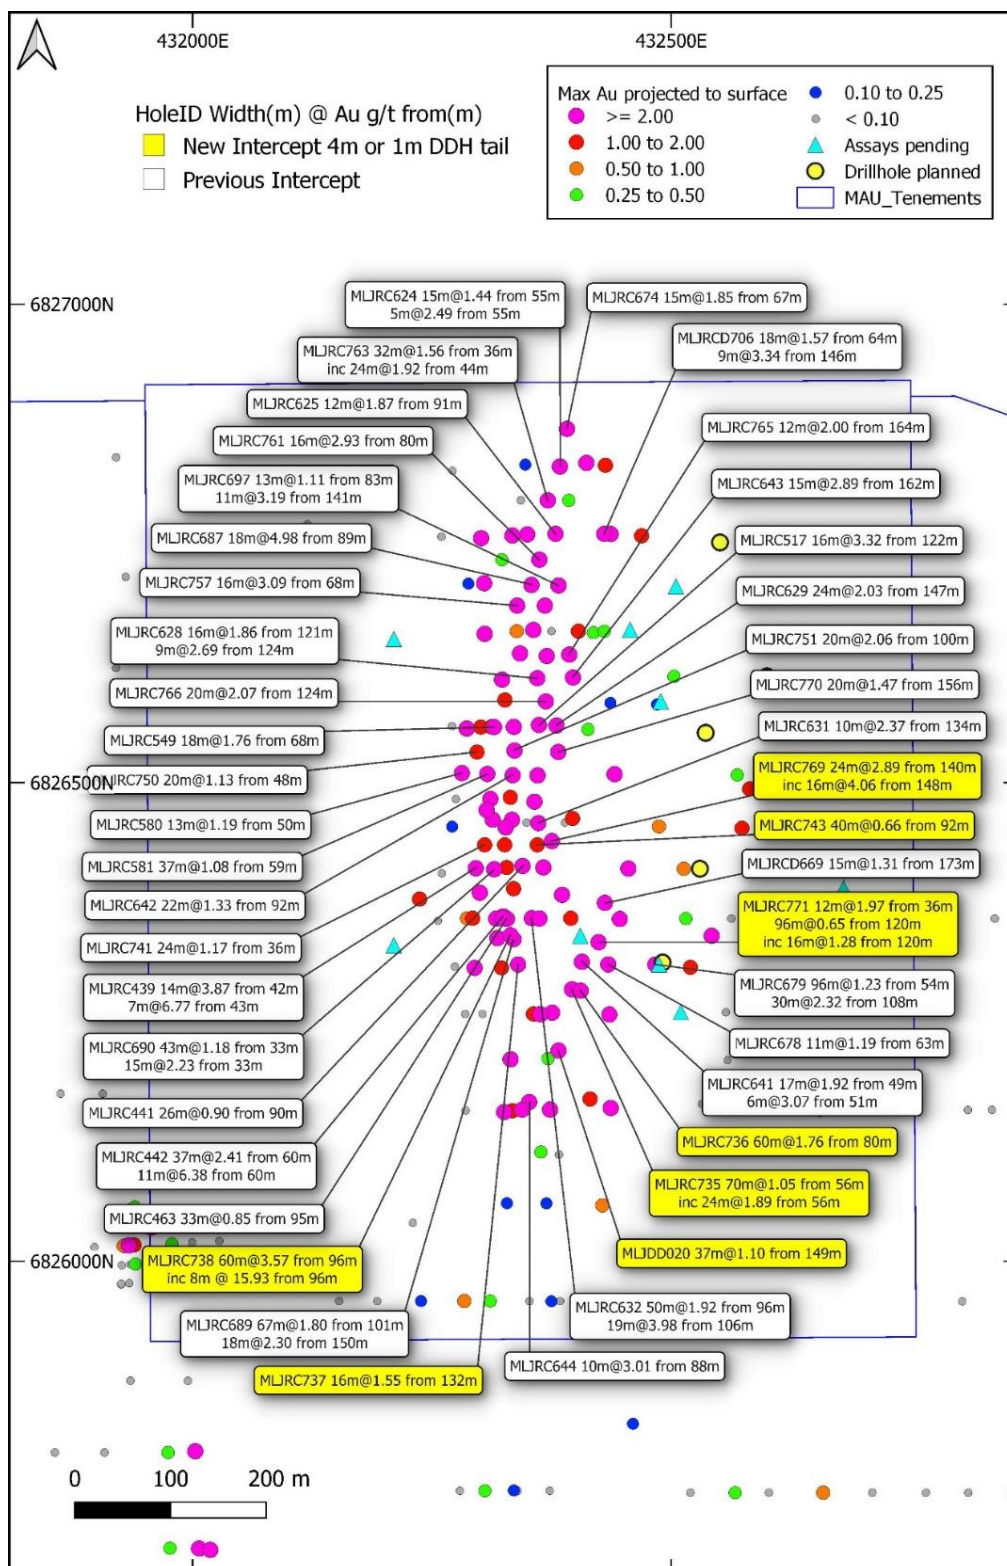 432000E
432500E
HoleID Width(m) @ Au g/t from(m)
New Intercept 4m or 1m DDH tail
Previous Intercept
Max Au projected to surface
>= 2.00
1.00 to 2.00
0.50 to 1.00
0.25 to 0.50
0.10 to 0.25
< 0.10
Assays pending
Drillhole planned
MAU_Tenements
6827000N
6826500N
6826000N
MLJRC624 15m@1.44 from 55m
5m@2.49 from 55m
MLJRC763 32m@1.56 from 36m
inc 24m@1.92 from 44m
MLJRC625 12m@1.87 from 91m
MLJRC761 16m@2.93 from 80m
MLJRC697 13m@1.11 from 83m
11m@3.19 from 141m
MLJRC687 18m@4.98 from 89m
MLJRC757 16m@3.09 from 68m
MLJRC628 16m@1.86 from 121m
9m@2.69 from 124m
MLJRC766 20m@2.07 from 124m
MLJRC549 18m@1.76 from 68m
JRC750 20m@1.13 from 48m
MLJRC580 13m@1.19 from 50m
MLJRC581 37m@1.08 from 59m
MLJRC642 22m@1.33 from 92m
MLJRC741 24m@1.17 from 36m
MLJRC439 14m@3.87 from 42m
7m@6.77 from 43m
MLJRC690 43m@1.18 from 33m
15m@2.23 from 33m
MLJRC441 26m@0.90 from 90m
MLJRC442 37m@2.41 from 60m
11m@6.38 from 60m
MLJRC463 33m@0.85 from 95m
MLJRC738 60m@3.57 from 96m
inc 8m @ 15.93 from 96m
MLJRC689 67m@1.80 from 101m
18m@2.30 from 150m
MLJRC737 16m@1.55 from 132m
MLJRC674 15m@1.85 from 67m
MLJRCD706 18m@1.57 from 64m
9m@3.34 from 146m
MLJRC765 12m@2.00 from 164m
MLJRC643 15m@2.89 from 162m
MLJRC517 16m@3.32 from 122m
MLJRC629 24m@2.03 from 147m
MLJRC751 20m@2.06 from 100m
MLJRC770 20m@1.47 from 156m
MLJRC631 10m@2.37 from 134m
MLJRC769 24m@2.89 from 140m
inc 16m@4.06 from 148m
MLJRC743 40m@0.66 from 92m
MLJRCD669 15m@1.31 from 173m
MLJRC771 12m@1.97 from 36m
96m@0.65 from 120m
inc 16m@1.28 from 120m
MLJRC679 96m@1.23 from 54m
30m@2.32 from 108m
MLJRC678 11m@1.19 from 63m
MLJRC641 17m@1.92 from 49m
6m@3.07 from 51m
MLJRC736 60m@1.76 from 80m
MLJRC735 70m@1.05 from 56m
inc 24m@1.89 from 56m
MLJDD020 37m@1.10 from 149m
MLJRC632 50m@1.92 from 96m
19m@3.98 from 106m
MLJRC644 10m@3.01 from 88m
0 100 200 m